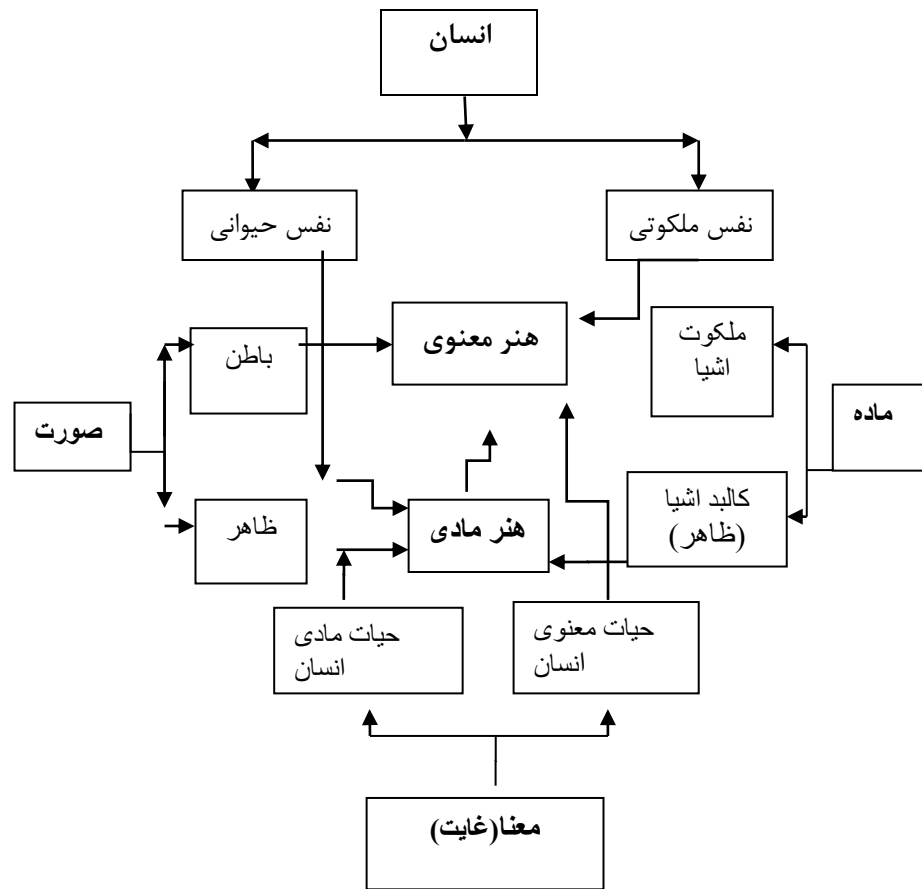 انسان
نفس ملکوتی
نفس حیوانی
ملکوت
اشیا
هنر معنوی
باطن
ماده
صورت
کالبد اشیا
(ظاهر)
هنر مادی
ظاهر
حیات معنوی
انسان
حیات مادی
انسان
معنا(غایت)